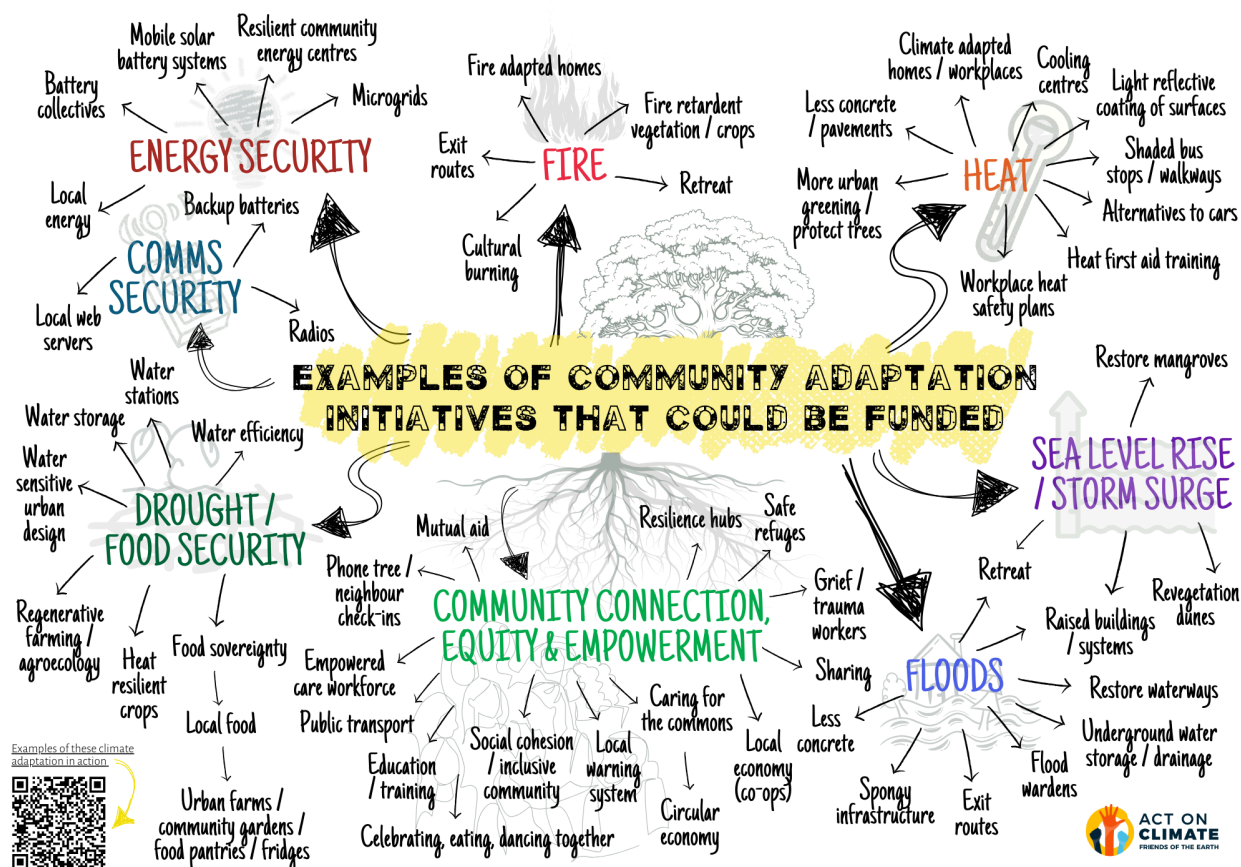 Mobile solar
battery systems
Resilient community
energy centres
Battery
collectives
Microgrids
ENERGY SECURITY
Local
energy
Backup batteries
COMMS
SECURITY
Local web
servers
Radios
Fire adapted homes
Fire retardent
vegetation / crops
Exit
routes
FIRE
Retreat
Cultural
burning
Climate adapted
homes / workplaces
Cooling
centres
Light reflective
coating of surfaces
Less concrete
/ pavements
HEAT
Shaded bus
stops / walkways
More urban
greening /
protect trees
Alternatives to cars
Heat first aid training
Workplace heat
safety plans
EXAMPLES OF COMMUNITY ADAPTATION
INITIATIVES THAT COULD BE FUNDED
Water
stations
Water storage
Water efficiency
Water
sensitive
urban
design
DROUGHT /
FOOD SECURITY
Regenerative
farming /
agroecology
Heat
resilient
crops
Food sovereignty
Local food
Urban farms /
community gardens /
food pantries / fridges
Mutual aid
Resilience hubs
Safe
refuges
Phone tree /
neighbour
check-ins
COMMUNITY CONNECTION,
EQUITY & EMPOWERMENT
Grief /
trauma
workers
Empowered
care workforce
Sharing
Public transport
Caring for
the commons
Education
/ training
Social cohesion
/ inclusive
community
Local
warning
system
Local
economy
(co-ops)
Celebrating, eating, dancing together
Circular
economy
Restore mangroves
SEA LEVEL RISE
/ STORM SURGE
Retreat
Raised buildings
/ systems
Revegetation
dunes
FLOODS
Restore waterways
Less
concrete
Underground water
storage / drainage
Spongy
infrastructure
Exit
routes
Flood
wardens
Examples of these climate
adaptation in action
ACT ON
CLIMATE
FRIENDS OF THE EARTH